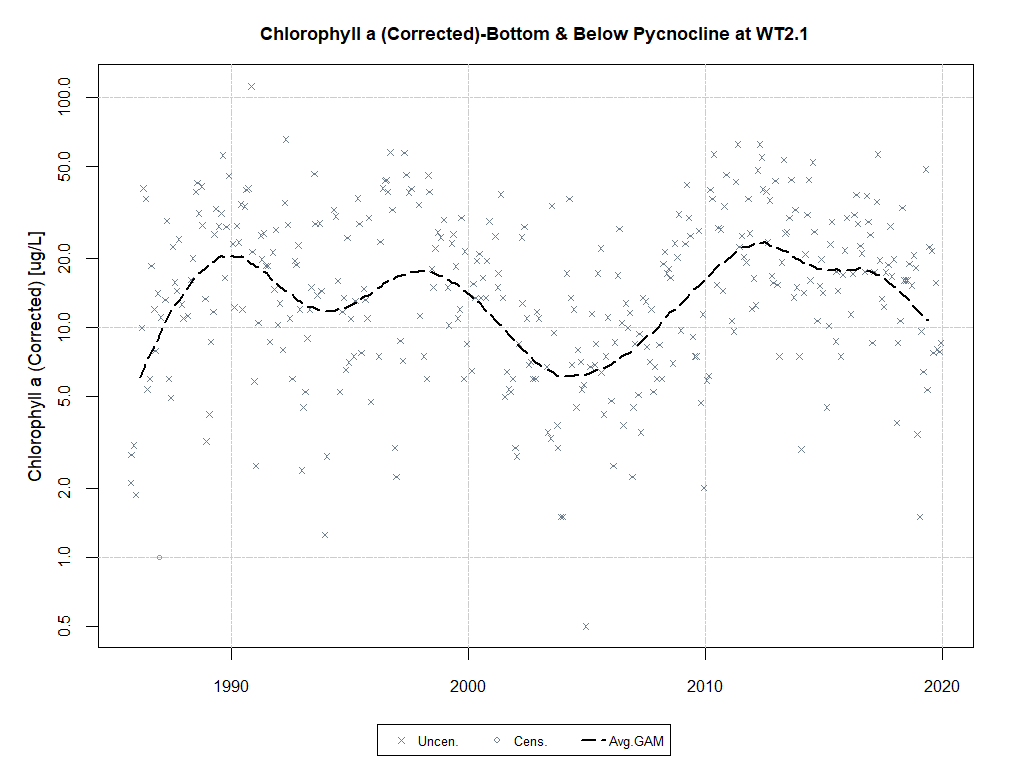 Chlorophyll a (Corrected)-Bottom & Below Pycnocline at WT2.1
Chlorophyll a (Corrected) [ug/L]
100.0
50.0
20.0
10.0
5.0
2.0
1.0
0.5
1990 2000 2010 2020
Uncen. Cens. Avg.GAM